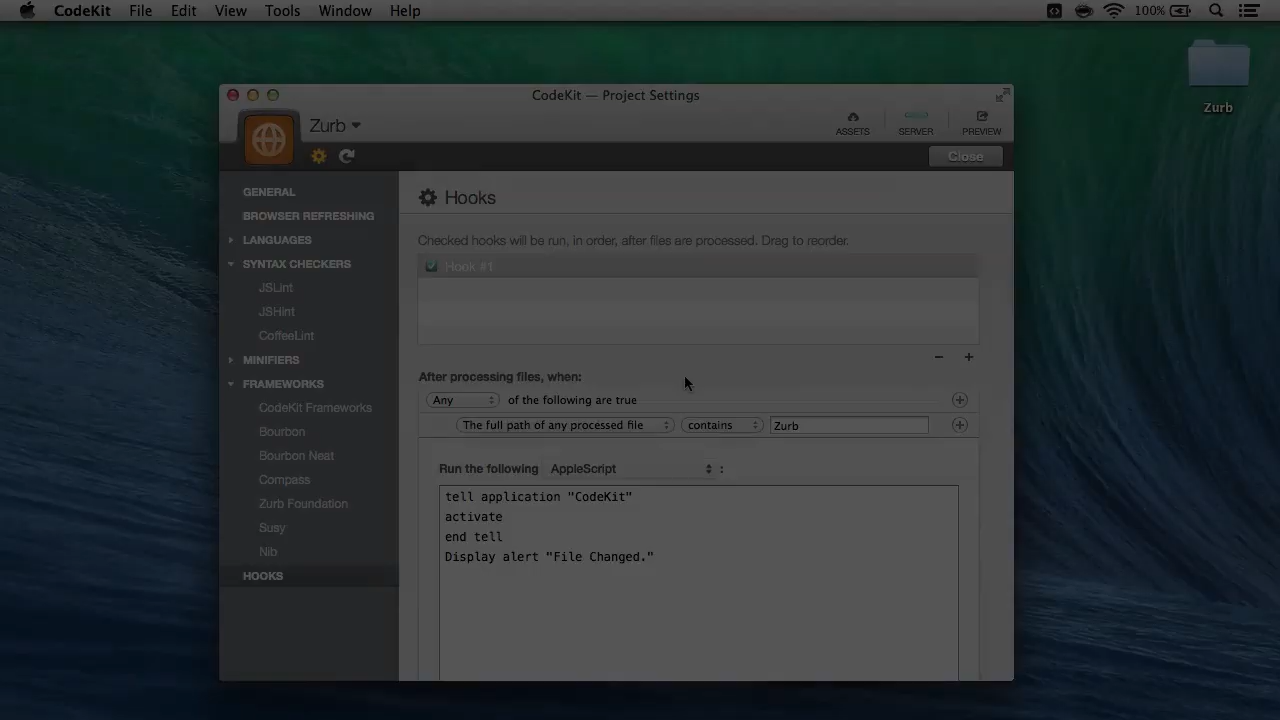 CodeKit File Edit View Tools Window Help 100%
Zurb
CodeKit — Project Settings
Zurb
ASSETS SERVER PREVIEW
Close
GENERAL
BROWSER REFRESHING
LANGUAGES
SYNTAX CHECKERS
JSLint
JSHint
CoffeeLint
MINIFIERS
FRAMEWORKS
CodeKit Frameworks
Bourbon
Bourbon Neat
Compass
Zurb Foundation
Susy
Nib
HOOKS
Hooks
Checked hooks will be run, in order, after files are processed. Drag to reorder.
Hook #1
After processing files, when:
Any of the following are true
The full path of any processed file contains Zurb
Run the following AppleScript :
tell application "CodeKit"
activate
end tell
Display alert "File Changed."